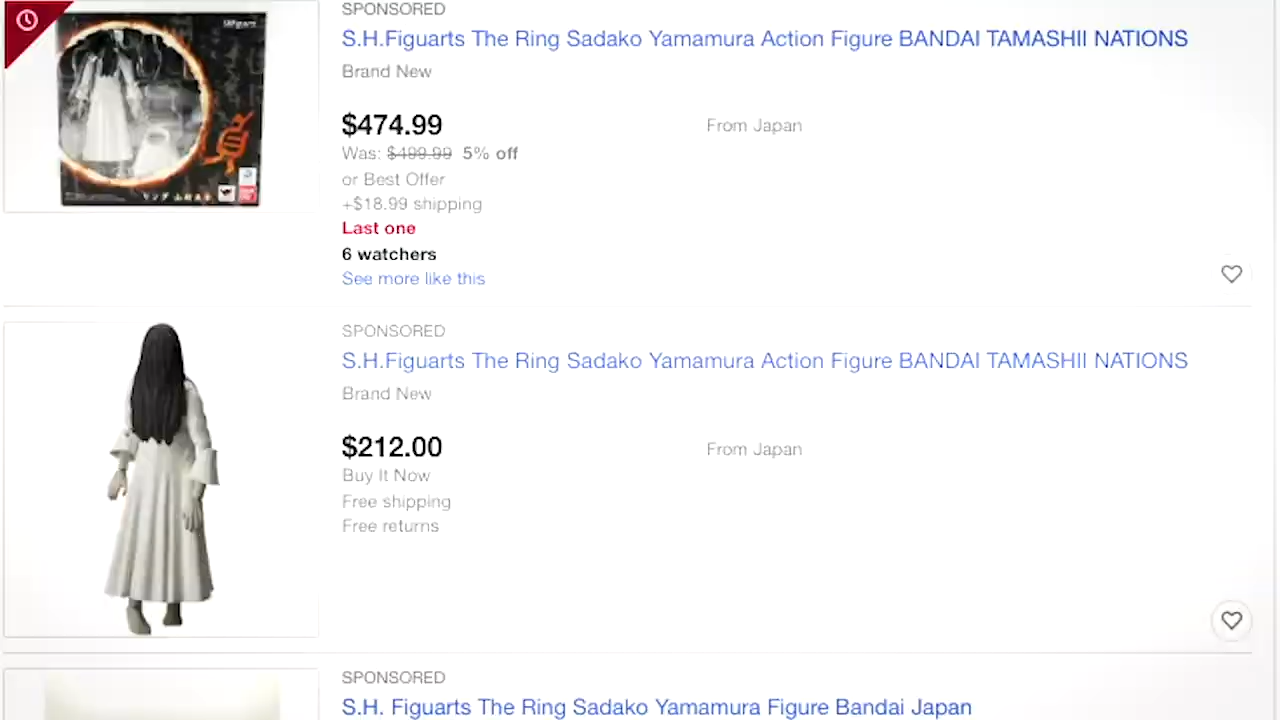 SPONSORED
S.H.Figuarts The Ring Sadako Yamamura Action Figure BANDAI TAMASHII NATIONS
Brand New
$474.99
From Japan
Was: $499.99 5% off
or Best Offer
+$18.99 shipping
Last one
6 watchers
See more like this
SPONSORED
S.H.Figuarts The Ring Sadako Yamamura Action Figure BANDAI TAMASHII NATIONS
Brand New
$212.00
From Japan
Buy It Now
Free shipping
Free returns
SPONSORED
S.H. Figuarts The Ring Sadako Yamamura Figure Bandai Japan